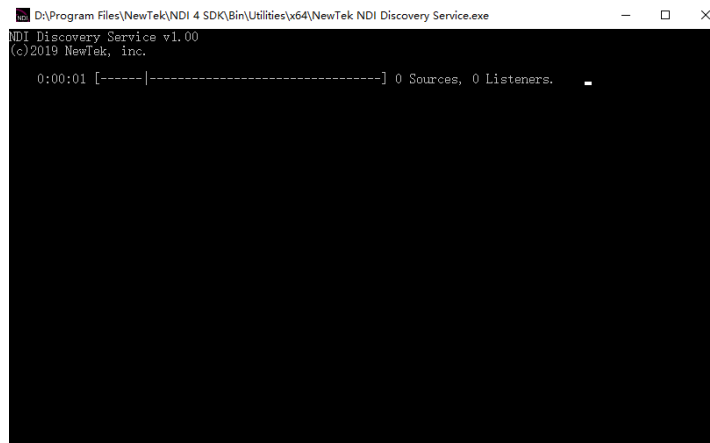 D:\Program Files\NewTek\NDI 4 SDK\Bin\Utilities\x64\NewTek NDI Discovery Service.exe
NDI Discovery Service v1.00
(c)2019 NewTek, inc.
0:00:01 [------|---------------------------------] 0 Sources, 0 Listeners.